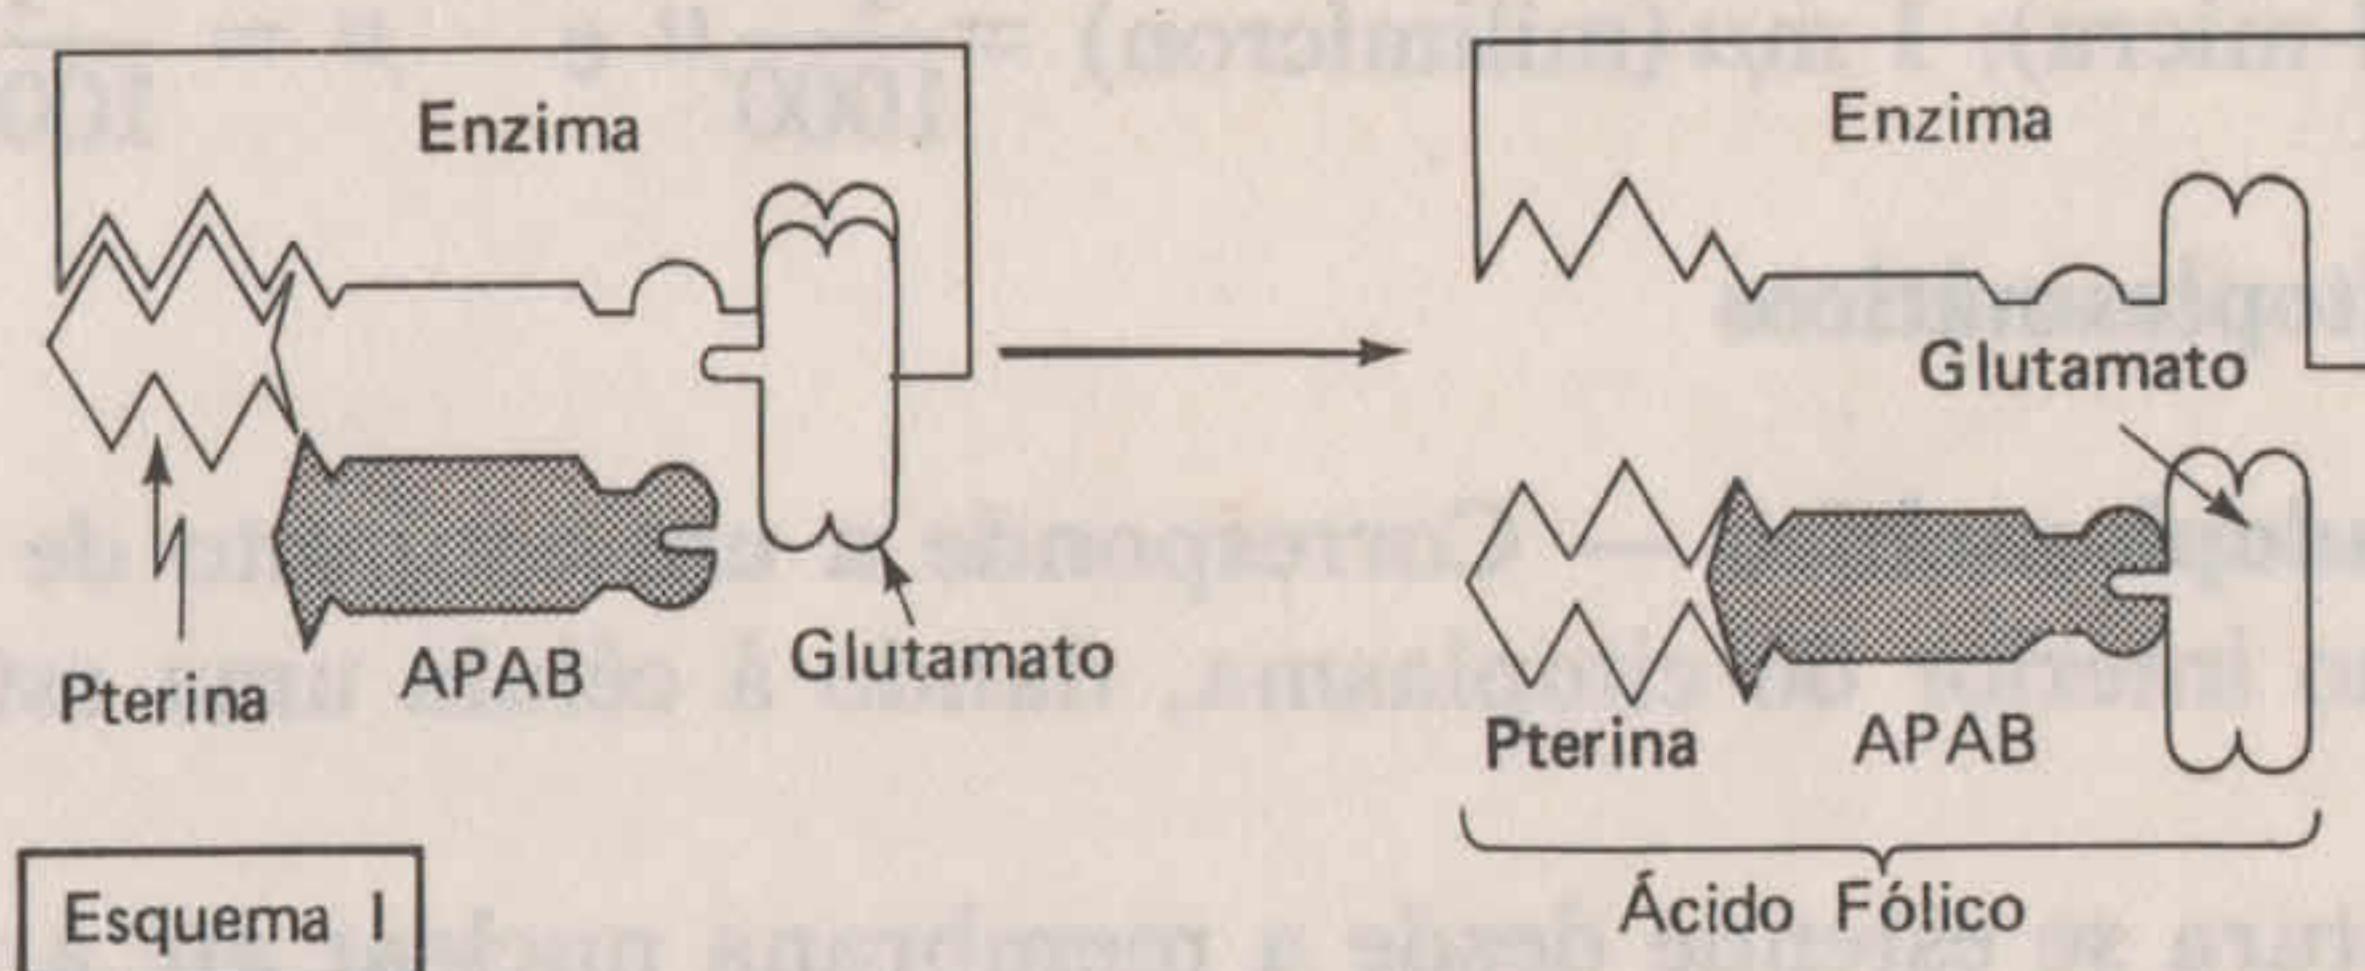 Enzima
Pterina
APAB
Glutamato
Enzima
Glutamato
Pterina
APAB
Ácido Fólico
Esquema I